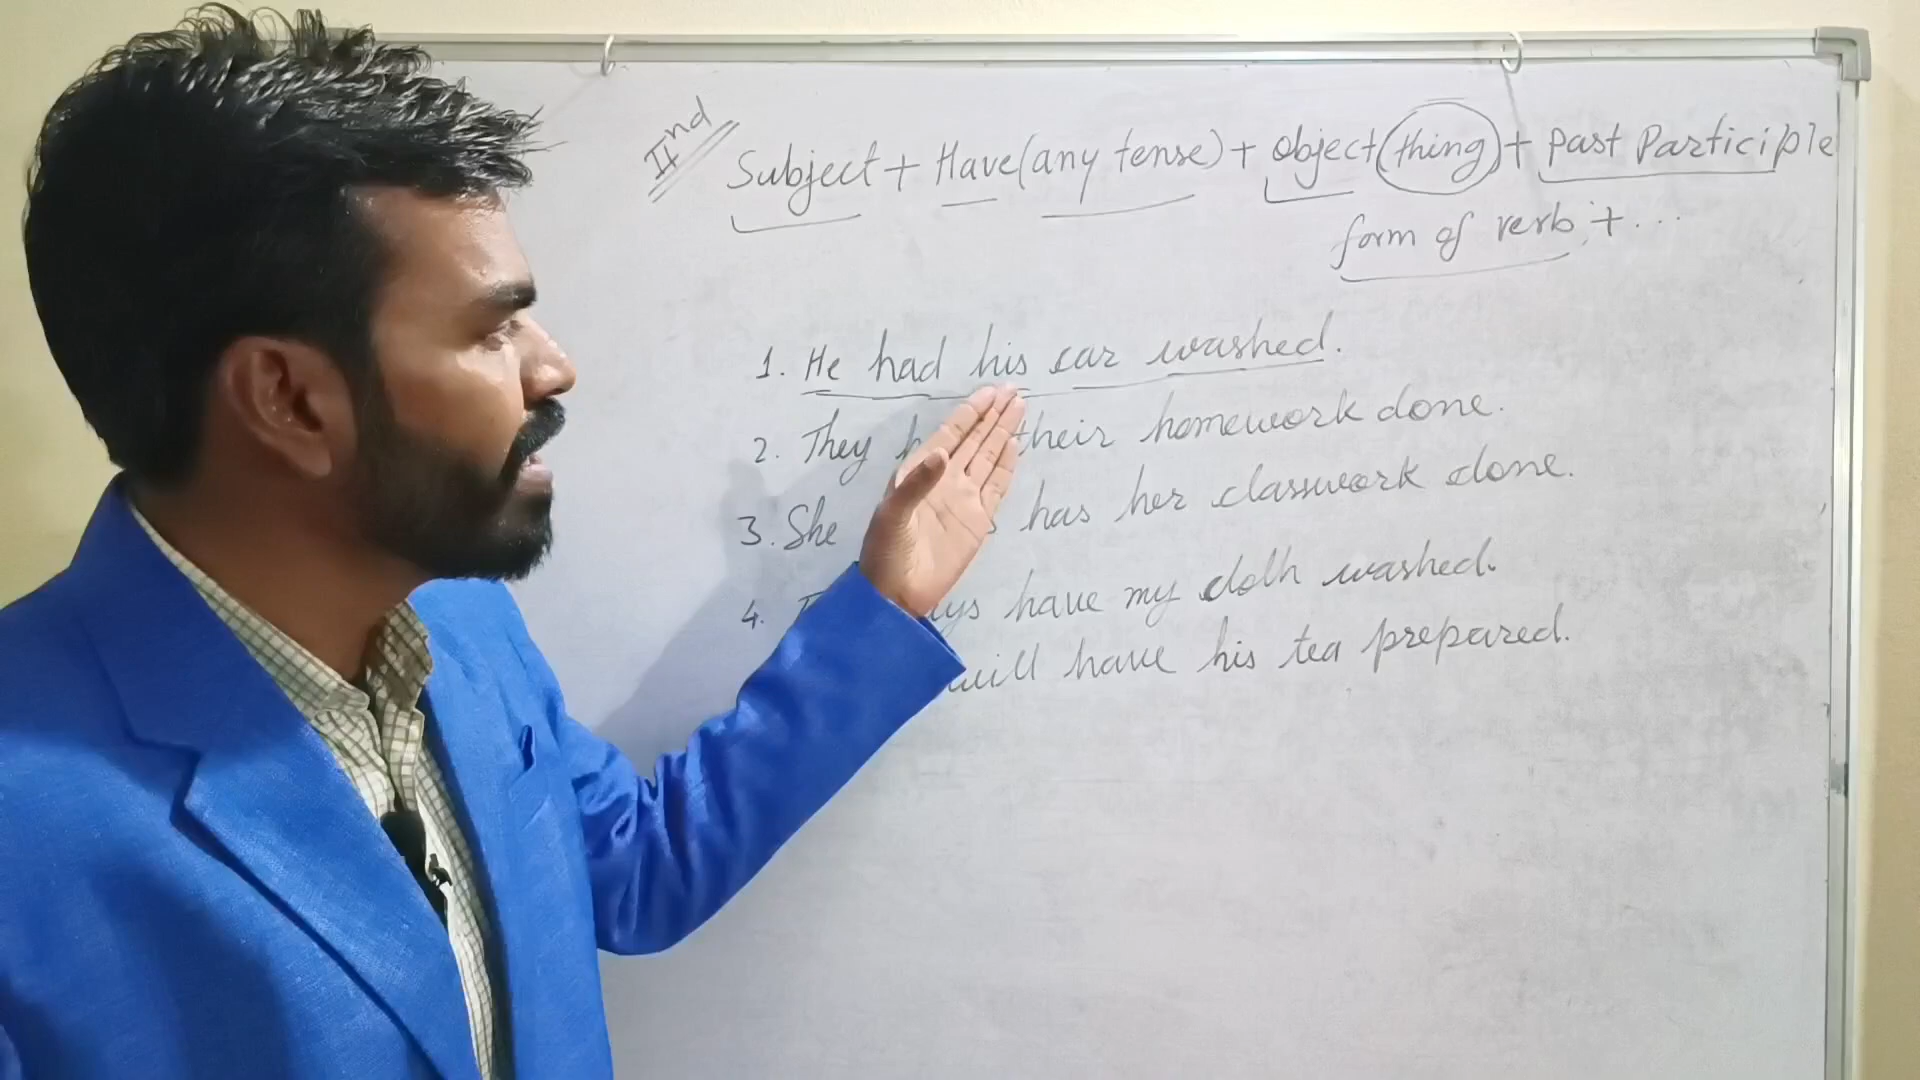 IInd
Subject + Have (any tense) + object (thing) + Past Participle
form of verb + ...
1. He had his car washed.
2. They their homework done.
3. She has her classwork done.
4. have my cloth washed.
will have his tea prepared.